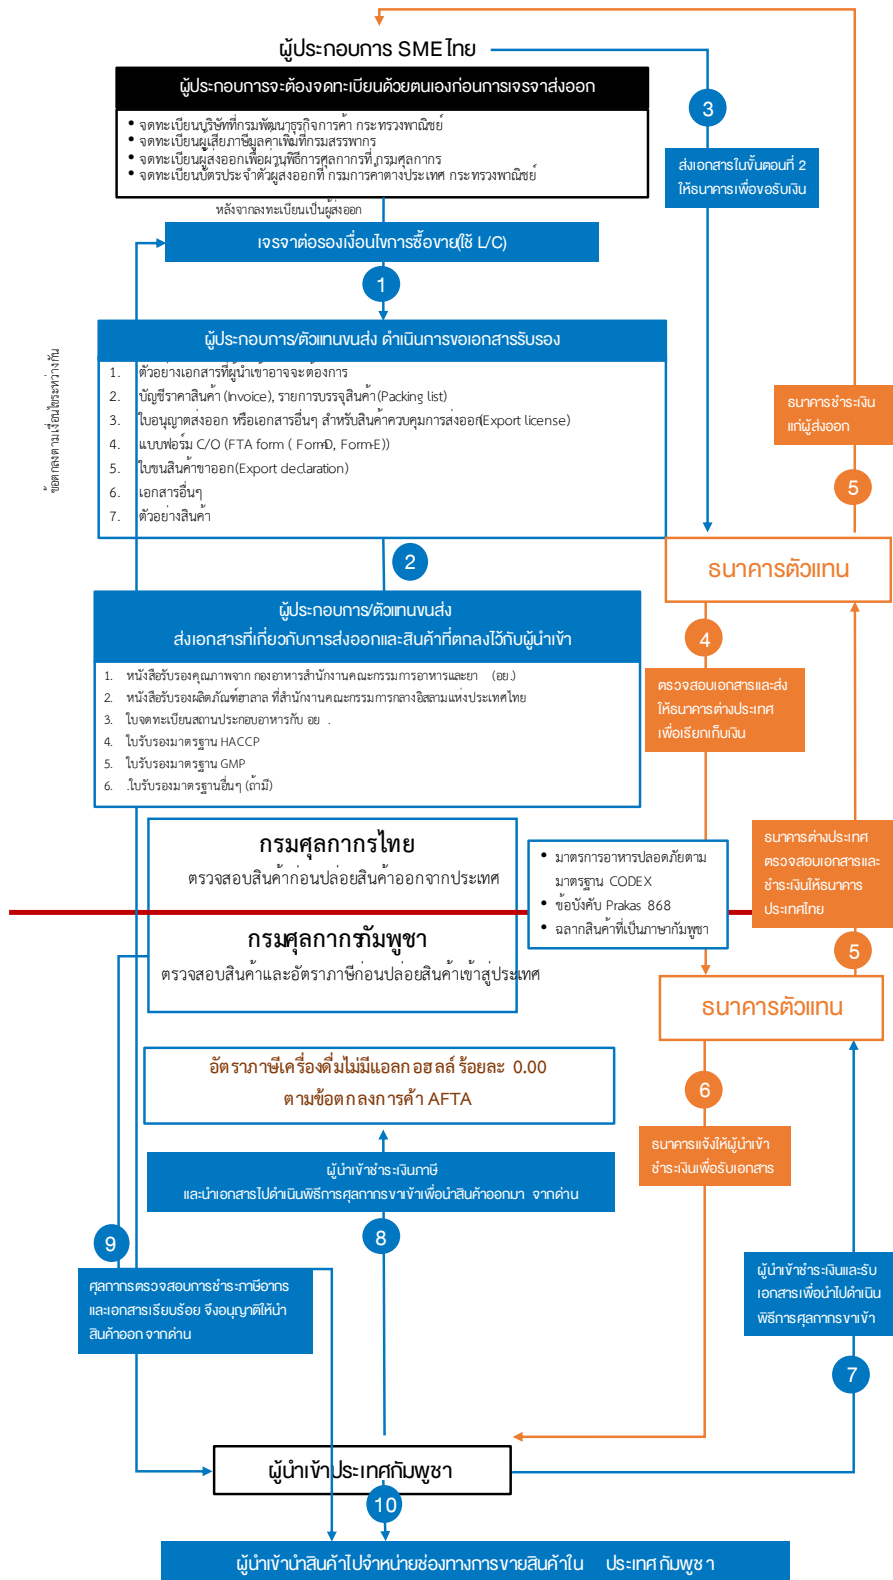 ผู้ประกอบการ SME ไทย
ผู้ประกอบการจะต้องจดทะเบียนด้วยตนเองก่อนการเจรจาส่งออก
• จดทะเบียนบริษัทที่กรมพัฒนาธุรกิจการค้า กระทรวงพาณิชย์
• จดทะเบียนผู้เสียภาษีมูลค่าเพิ่มที่กรมสรรพากร
• จดทะเบียนผู้ส่งออกเพื่อผ่านพิธีการศุลกากรที่ กรมศุลกากร
• จดทะเบียนบัตรประจำตัวผู้ส่งออกที่ กรมการค้าต่างประเทศ กระทรวงพาณิชย์
3
ส่งเอกสารในขั้นตอนที่ 2
ให้ธนาคารเพื่อขอรับเงิน
หลังจากลงทะเบียนเป็นผู้ส่งออก
เจรจาต่อรองเงื่อนไขการซื้อขาย(ใช้ L/C)
1
ข้อตกลงตามเงื่อนไขระหว่างกัน
ผู้ประกอบการ/ตัวแทนขนส่ง ดำเนินการขอเอกสารรับรอง
1. ตัวอย่างเอกสารที่ผู้นำเข้าอาจจะต้องการ
2. บัญชีราคาสินค้า (Invoice), รายการบรรจุสินค้า (Packing list)
3. ใบอนุญาตส่งออก หรือเอกสารอื่นๆ สำหรับสินค้าควบคุมการส่งออก(Export license)
4. แบบฟอร์ม C/O (FTA form ( Form-D, Form-E))
5. ใบขนสินค้าขาออก(Export declaration)
6. เอกสารอื่นๆ
7. ตัวอย่างสินค้า
ธนาคารชำระเงิน
แก่ผู้ส่งออก
5
2
ธนาคารตัวแทน
ผู้ประกอบการ/ตัวแทนขนส่ง
ส่งเอกสารที่เกี่ยวกับการส่งออกและสินค้าที่ตกลงไว้กับผู้นำเข้า
1. หนังสือรับรองคุณภาพจาก กองอาหารสำนักงานคณะกรรมการอาหารและยา (อย.)
2. หนังสือรับรองผลิตภัณฑ์ฮาลาล ที่สำนักงานคณะกรรมการกลางอิสลามแห่งประเทศไทย
3. ใบจดทะเบียนสถานประกอบอาหารกับ อย .
4. ใบรับรองมาตรฐาน HACCP
5. ใบรับรองมาตรฐาน GMP
6. .ใบรับรองมาตรฐานอื่นๆ (ถ้ามี)
4
ตรวจสอบเอกสารและส่ง
ให้ธนาคารต่างประเทศ
เพื่อเรียกเก็บเงิน
กรมศุลกากรไทย
ตรวจสอบสินค้าก่อนปล่อยสินค้าออกจากประเทศ
• มาตรการอาหารปลอดภัยตาม
มาตรฐาน CODEX
• ข้อบังคับ Prakas 868
• ฉลากสินค้าที่เป็นภาษากัมพูชา
ธนาคารต่างประเทศ
ตรวจสอบเอกสารและ
ชำระเงินให้ธนาคาร
ประเทศไทย
5
กรมศุลกากรกัมพูชา
ตรวจสอบสินค้าและอัตราภาษีก่อนปล่อยสินค้าเข้าสู่ประเทศ
ธนาคารตัวแทน
อัตราภาษีเครื่องดื่มไม่มีแอลกอฮอลล์ ร้อยละ 0.00
ตามข้อตกลงการค้า AFTA
6
ธนาคารแจ้งให้ผู้นำเข้า
ชำระเงินเพื่อรับเอกสาร
ผู้นำเข้าชำระเงินภาษี
และนำเอกสารไปดำเนินพิธีการศุลกากรขาเข้าเพื่อนำสินค้าออกมา จากด่าน
8
9
ศุลกากรตรวจสอบการชำระภาษีอากร
และเอกสารเรียบร้อย จึงอนุญาติให้นำ
สินค้าออก จากด่าน
ผู้นำเข้าชำระเงินและรับ
เอกสารเพื่อนำไปดำเนิน
พิธีการศุลกากรขาเข้า
7
ผู้นำเข้าประเทศกัมพูชา
10
ผู้นำเข้านำสินค้าไปจำหน่ายช่องทางการขายสินค้าใน ประเทศกัมพูชา